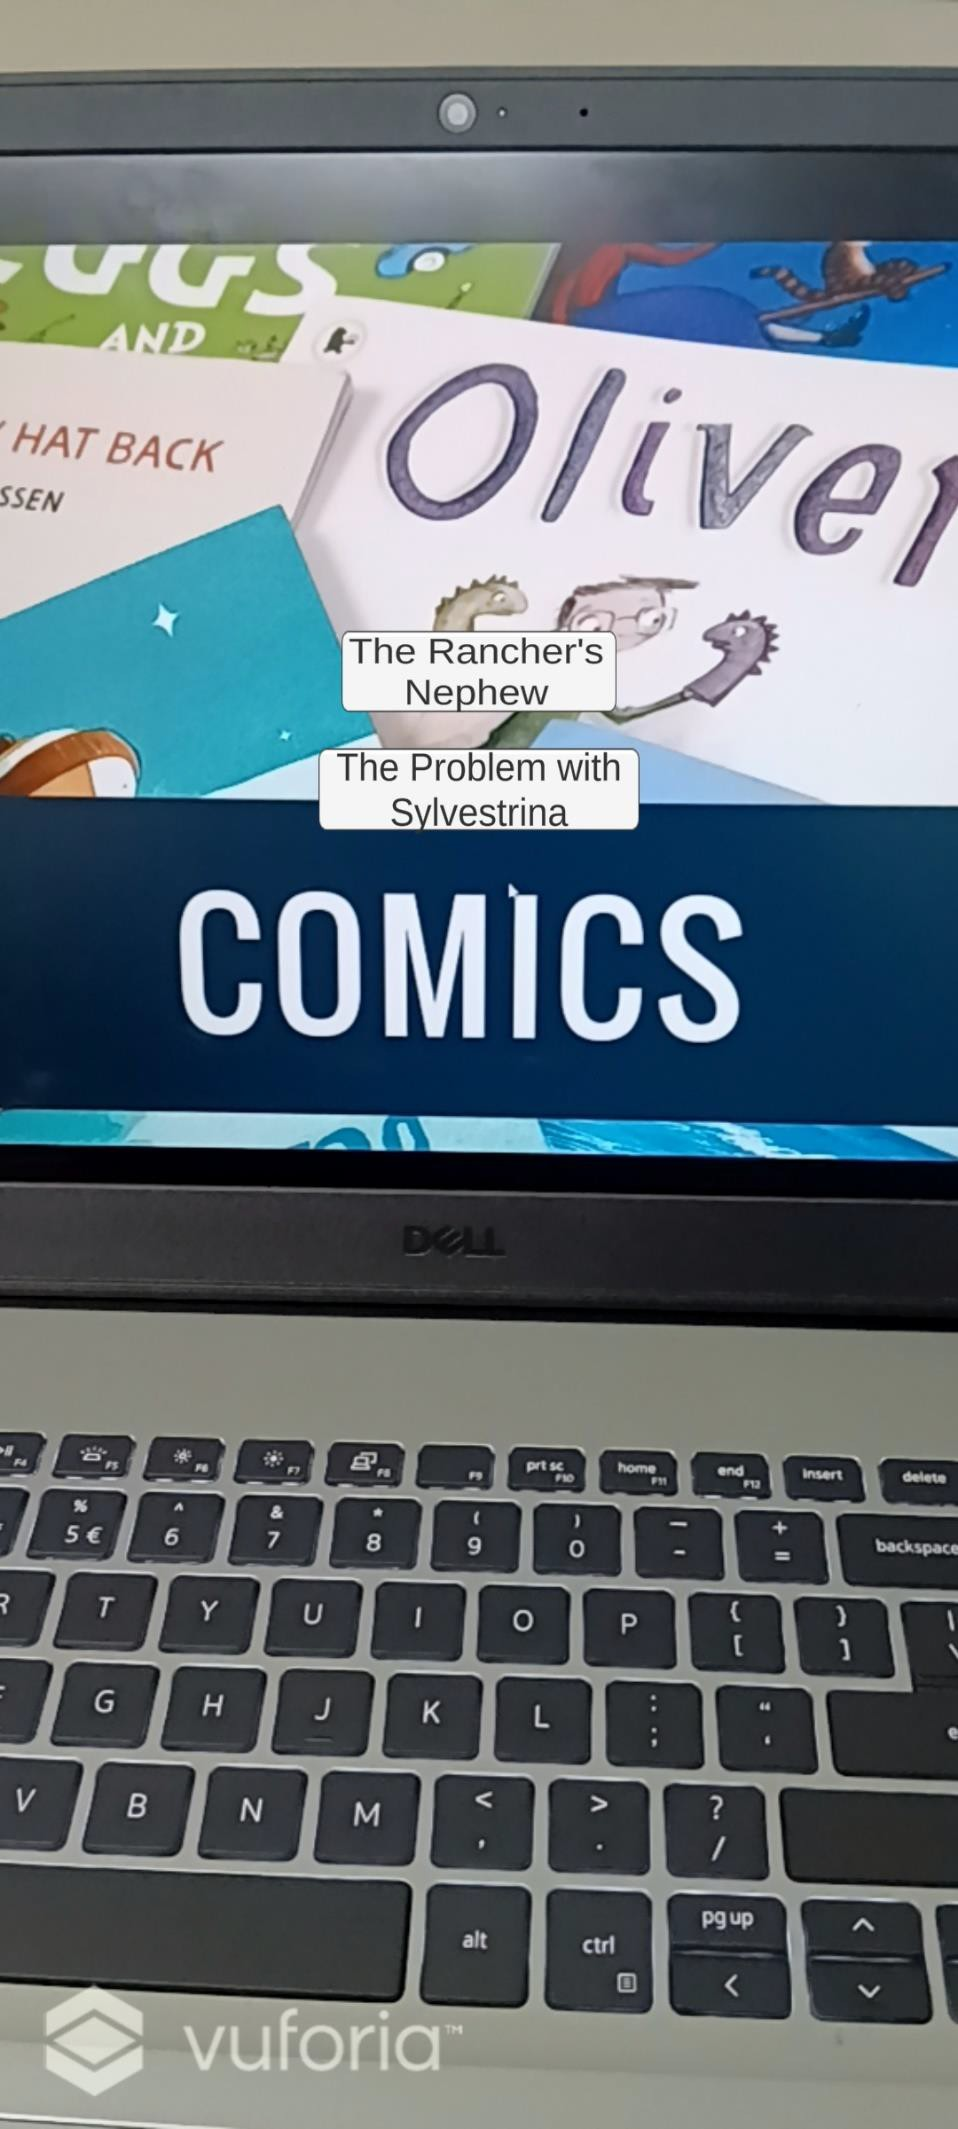 GGS
AND
HAT BACK
SSEN
Oliver
The Rancher's
Nephew
The Problem with
Sylvestrina
COMICS
DELL
F4 F5 F6 F7 F8 F9 prt sc F10 home F11 end F12 insert delete
% 5 € ^ 6 & 7 * 8 ( 9 ) 0 — - + = backspace
R T Y U I O P { [ } ] \
G H J K L : ; “ ‘
V B N M < , > . ? /
alt ctrl pg up
vuforia™